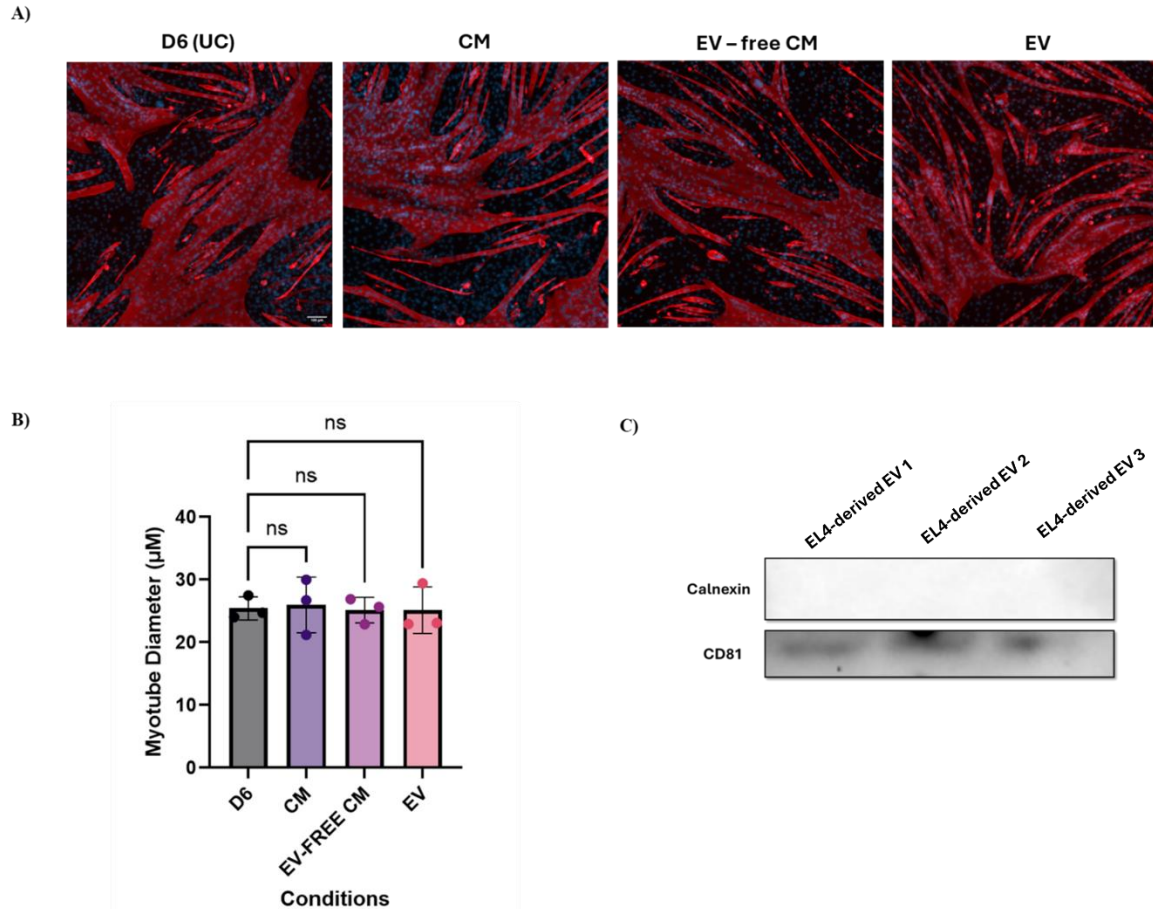 A)
D6 (UC)
CM
EV – free CM
EV
100 μm
B)
ns
ns
ns
Myotube Diameter (μM)
40
30
20
10
0
D6
CM
EV-FREE CM
EV
Conditions
C)
EL4-derived EV 1
EL4-derived EV 2
EL4-derived EV 3
Calnexin
CD81